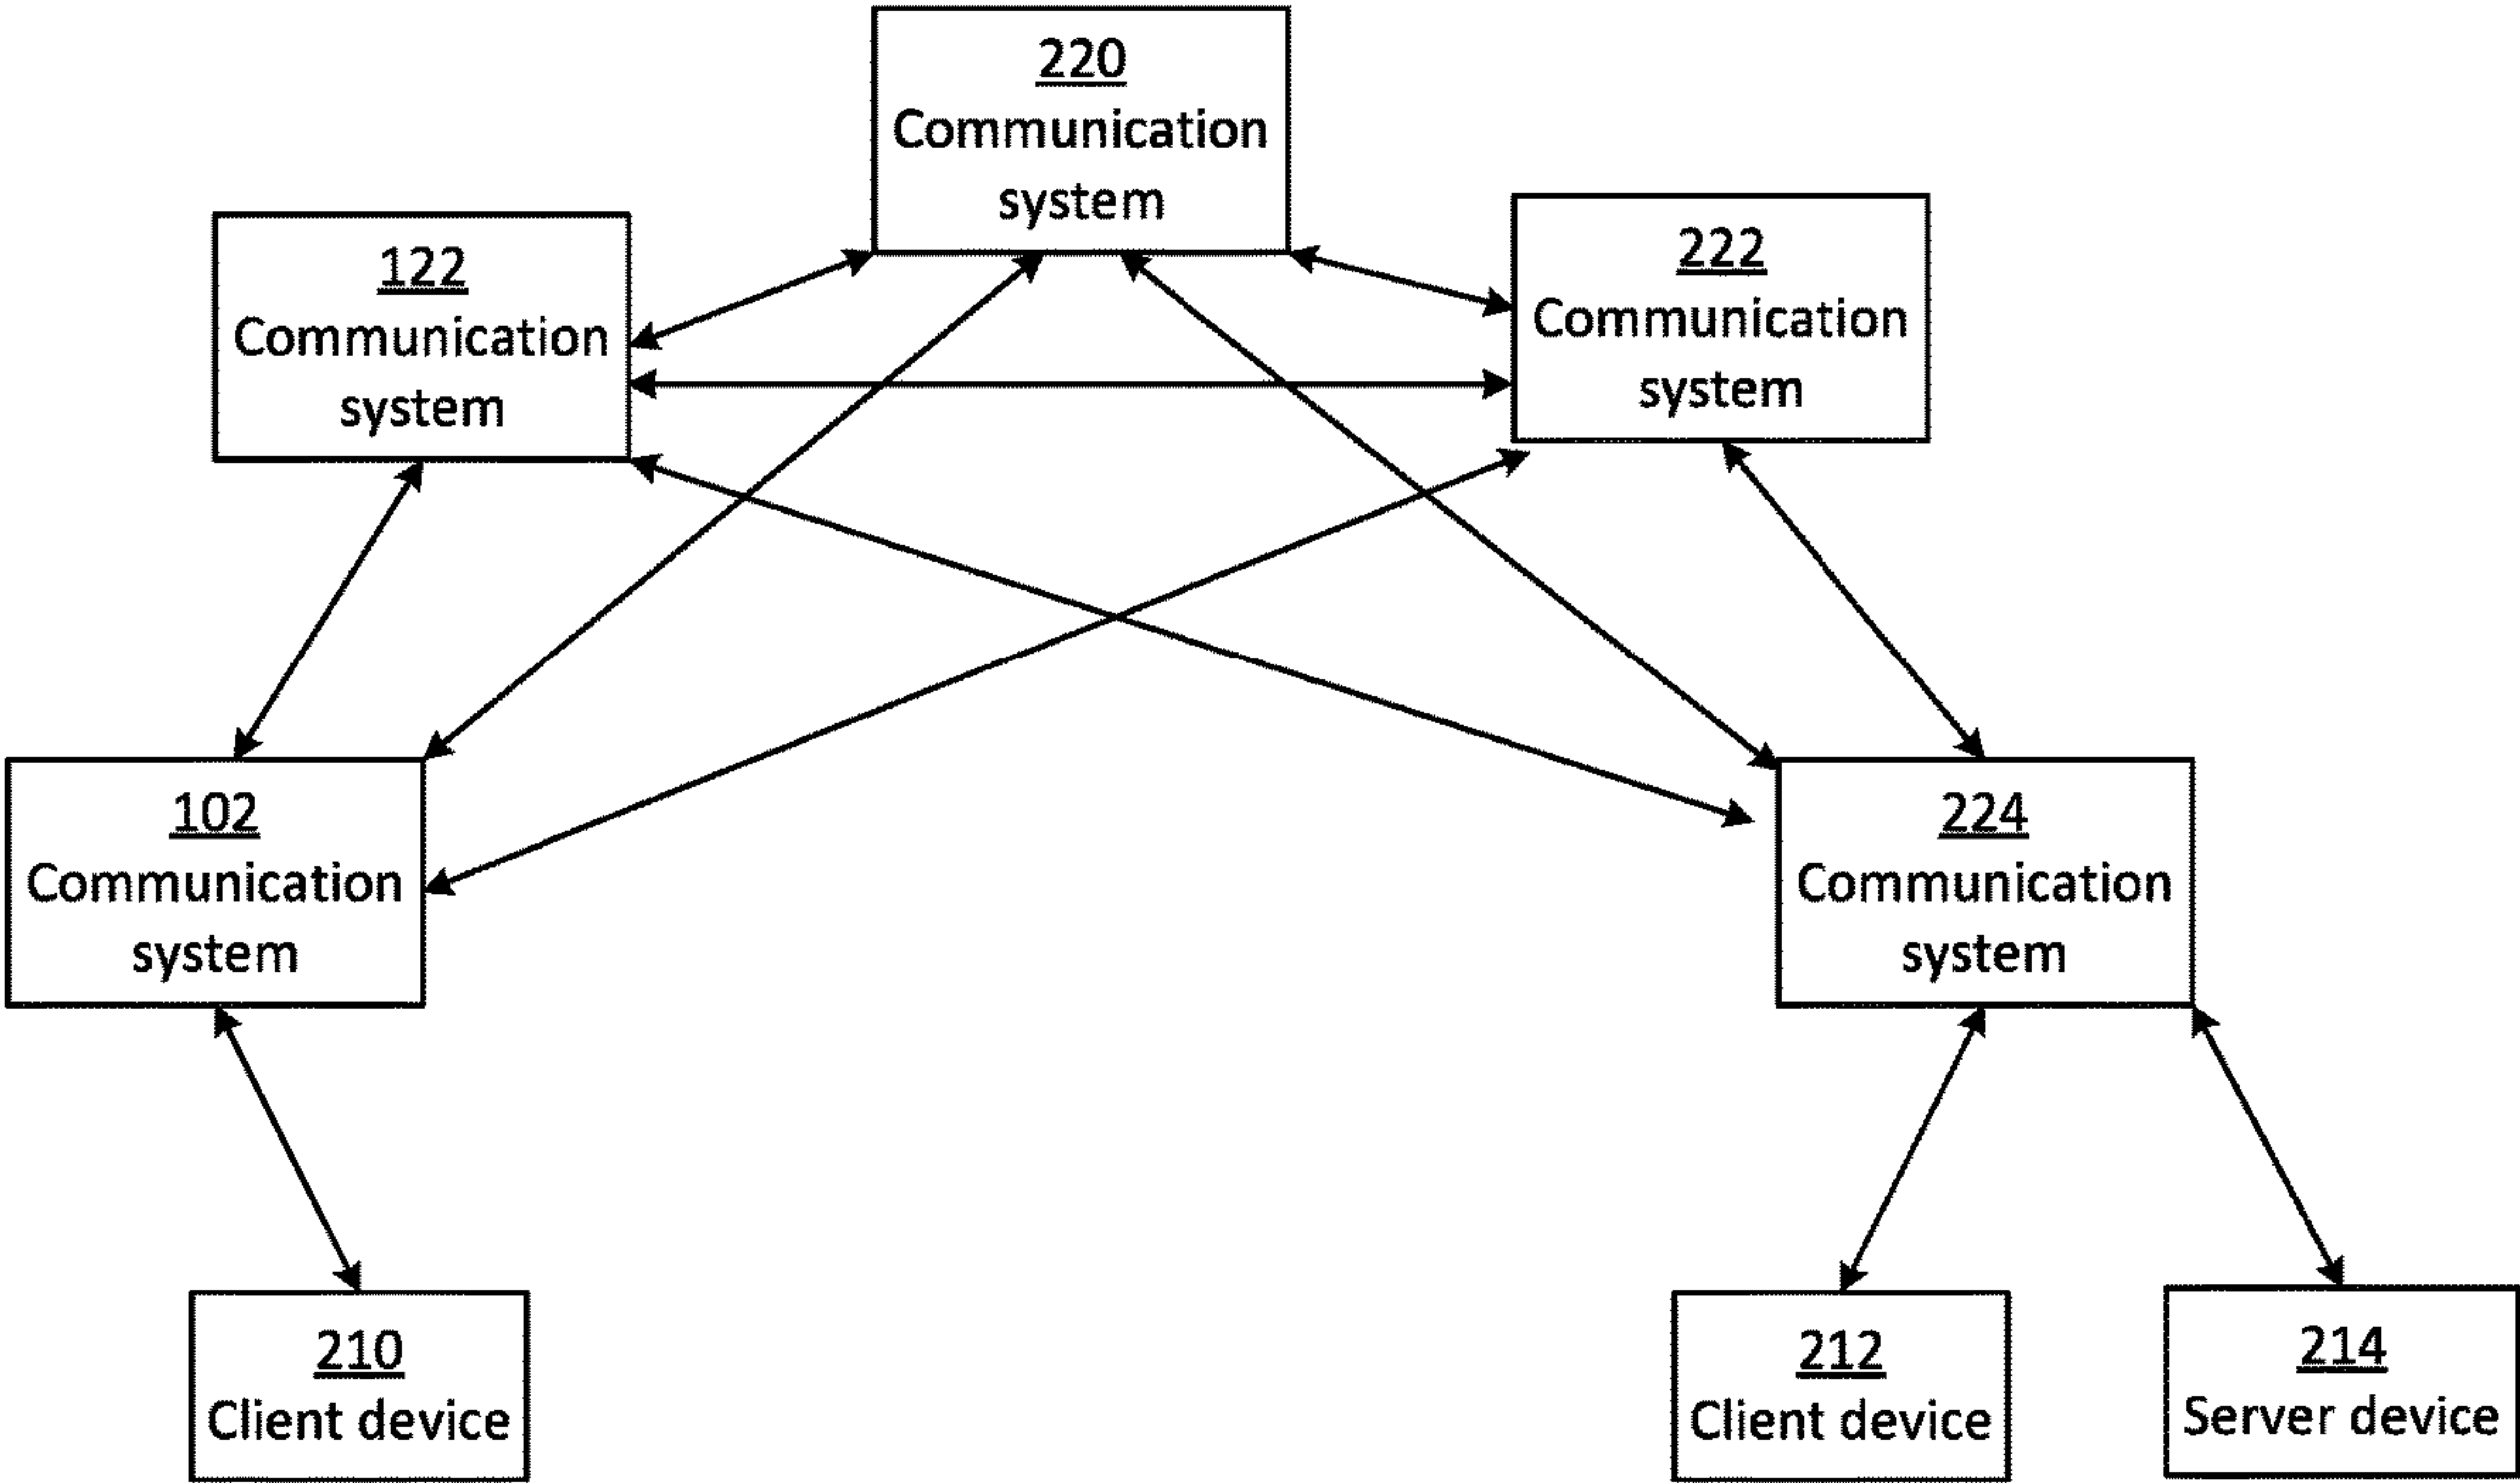 220
Communication
system
122
Communication
system
222
Communication
system
102
Communication
system
224
Communication
system
210
Client device
212
Client device
214
Server device